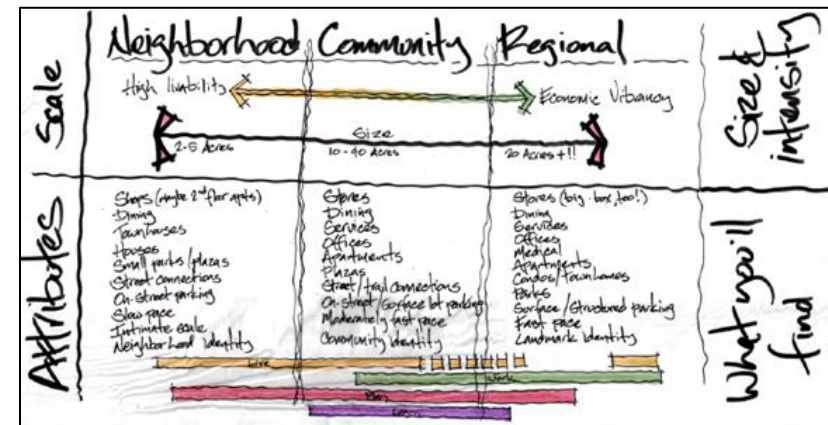 Neighborhood
Community
Regional
Scale
High livability
Economic Vibrancy
Size
2-5 Acres
10-40 Acres
20 Acres +!!
Size &
intensity
Attributes
Shops (maybe 2nd floor apts)
Dining
Townhouses
Houses
Small parks/plazas
Street connections
On-street parking
Slow pace
Intimate scale
Neighborhood Identity
Stores
Dining
Services
Offices
Apartments
Plazas
Street/trail connections
On-street/surface lot parking
Moderately fast pace
Community Identity
Stores (big-box, too!)
Dining
Services
Offices
Medical
Apartments
Condos/townhomes
Parks
Surface/Structured parking
Fast pace
Landmark Identity
What you'll
find
Live
Work
Play
Learn